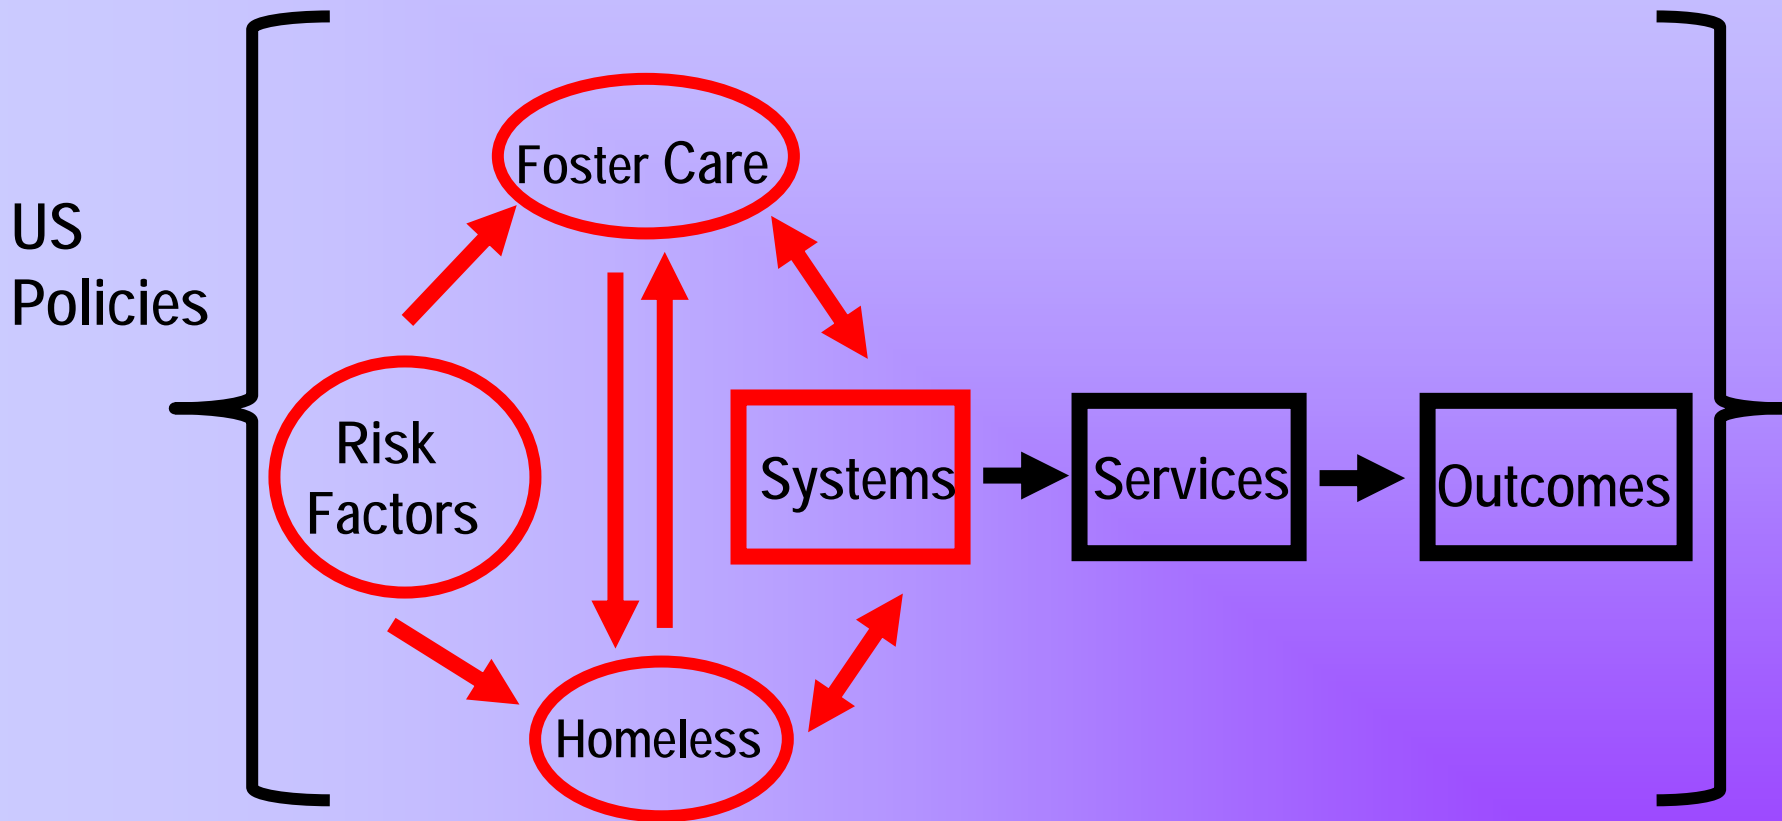 Foster Care
US
Policies
Risk
Factors
Systems
Services
Outcomes
Homeless